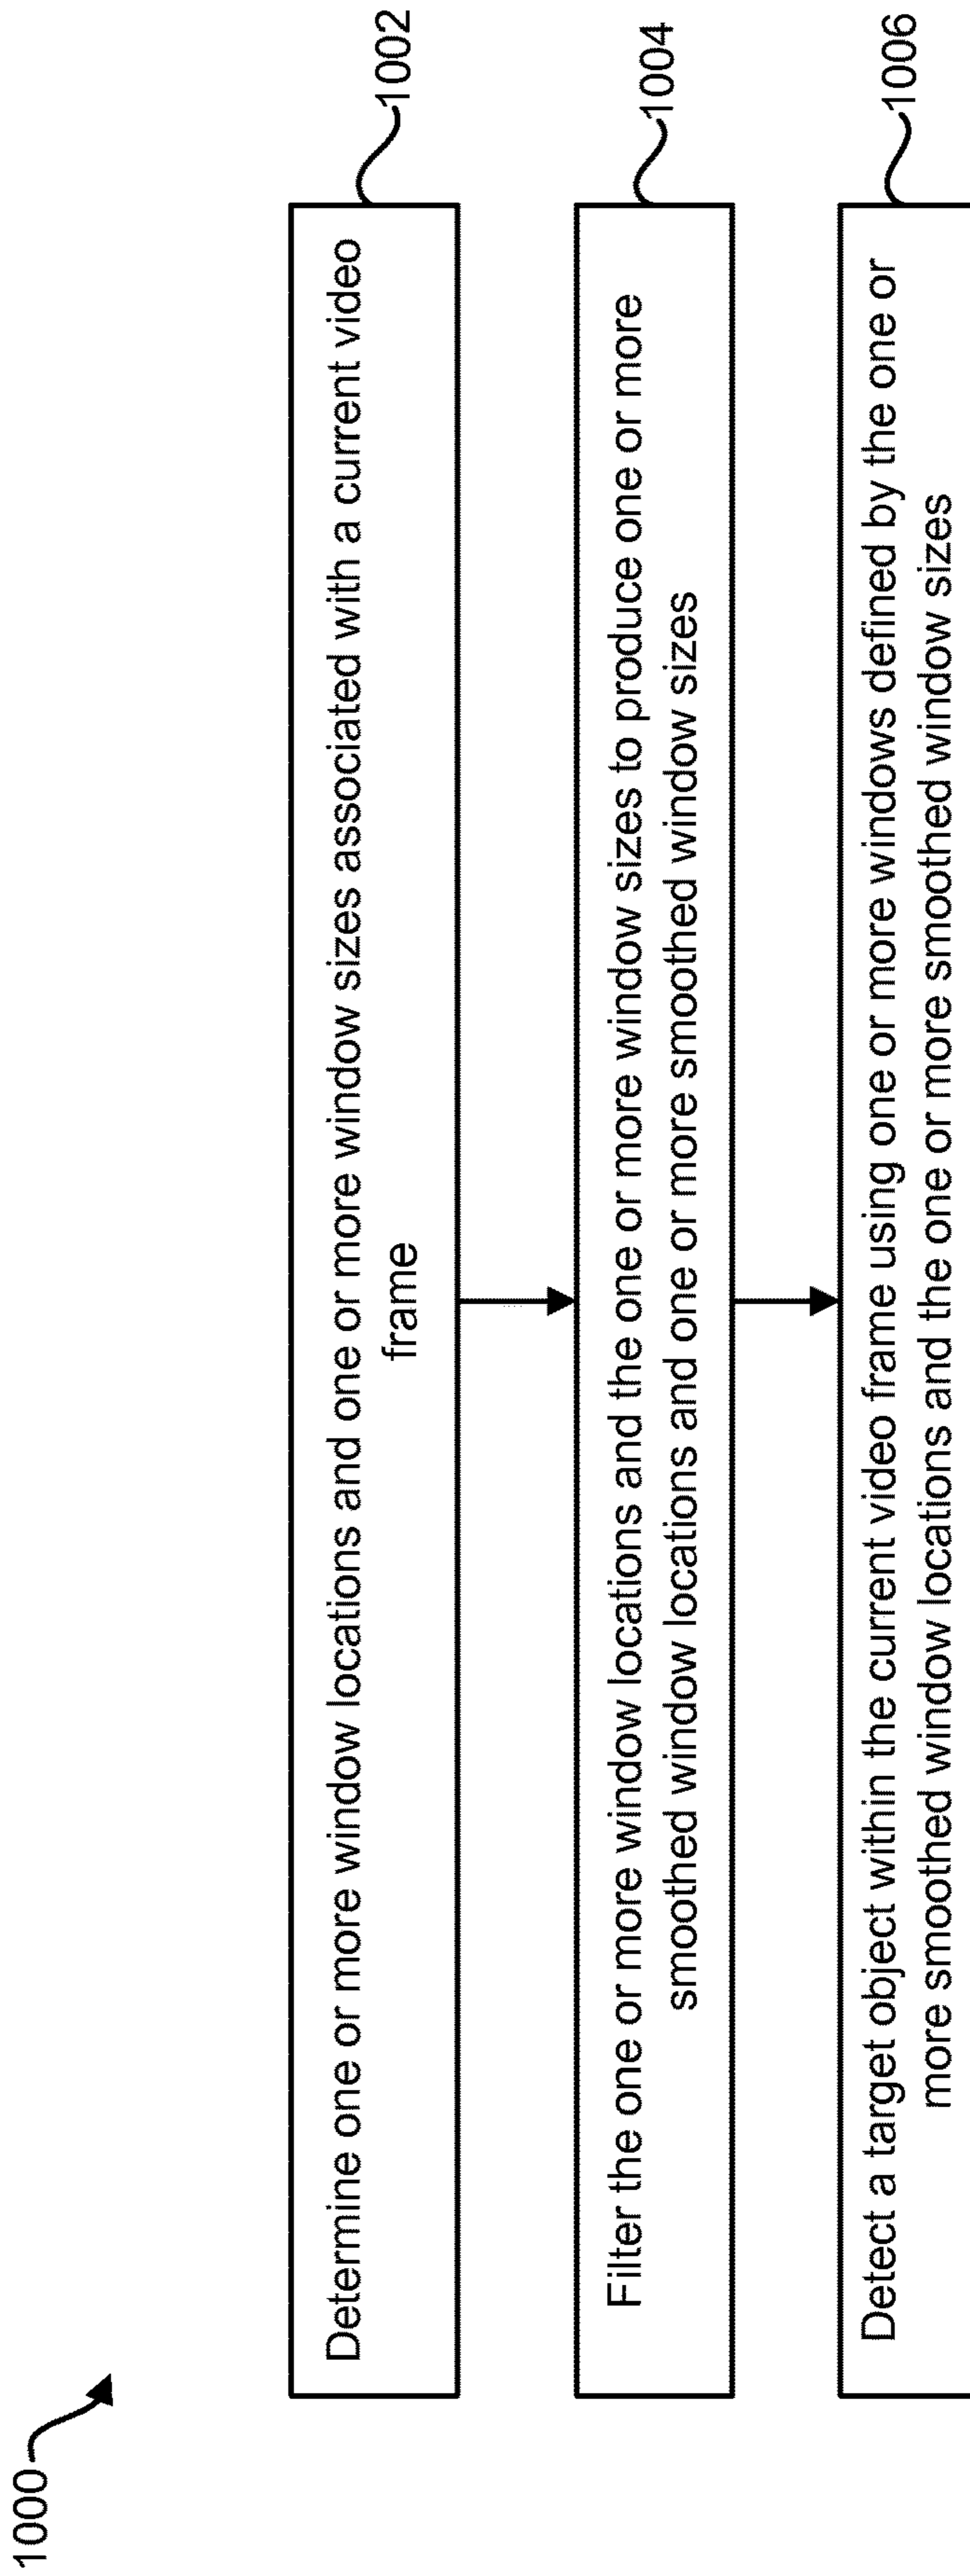 1000
Determine one or more window locations and one or more window sizes associated with a current video
frame
1002
Filter the one or more window locations and the one or more window sizes to produce one or more
smoothed window locations and one or more smoothed window sizes
1004
Detect a target object within the current video frame using one or more windows defined by the one or
more smoothed window locations and the one or more smoothed window sizes
1006